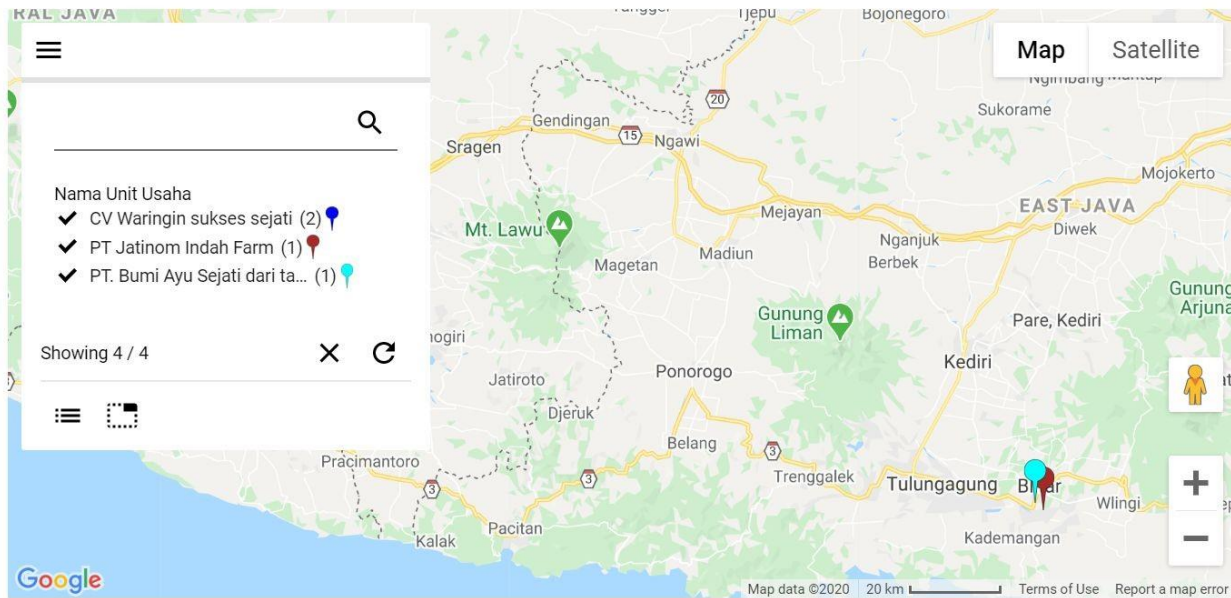 RAL JAVA
Tjepu
Bojonegoro
Map
Satellite
Sukorame
20
Gendingan
15
Ngawi
Sragen
Mojokerto
Nama Unit Usaha
CV Waringin sukses sejati (2)
PT Jatinom Indah Farm (1)
PT. Bumi Ayu Sejati dari ta... (1)
Mejayan
EAST JAVA
Diwek
Mt. Lawu
Madiun
Nganjuk
Berbek
Magetan
Gunung
Arjuna
Gunung
Liman
Pare, Kediri
Showing 4 / 4
nogiri
Kediri
Ponorogo
Jatiroto
Djeruk
Belang
3
Pracimantoro
Trenggalek
Tulungagung
3
3
Wlingi
Pacitan
Kalak
Kademangan
Google
Map data ©2020
20 km
Terms of Use
Report a map error